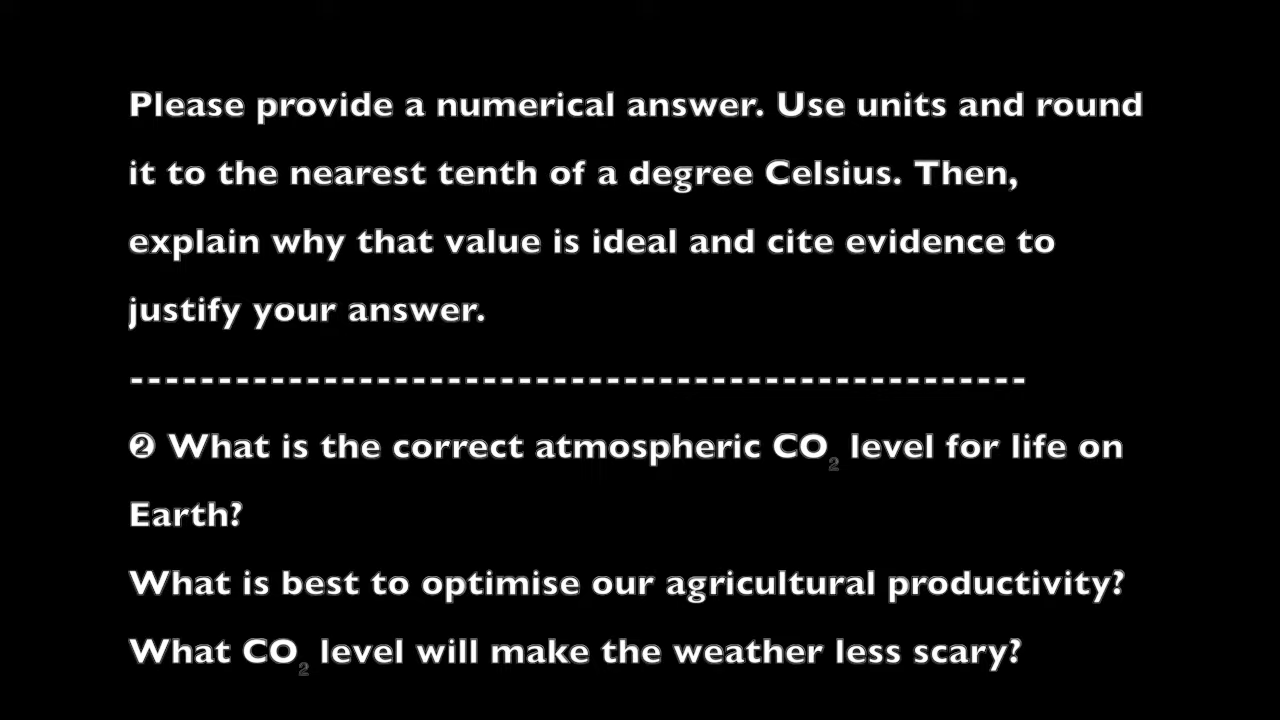 Please provide a numerical answer. Use units and round
it to the nearest tenth of a degree Celsius. Then,
explain why that value is ideal and cite evidence to
justify your answer.
---------------------------------------------------
❷ What is the correct atmospheric CO₂ level for life on
Earth?
What is best to optimise our agricultural productivity?
What CO₂ level will make the weather less scary?